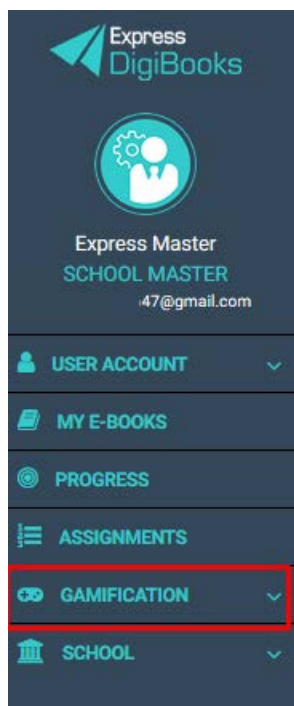 Express
DigiBooks
Express Master
SCHOOL MASTER
47@gmail.com
USER ACCOUNT
MY E-BOOKS
PROGRESS
ASSIGNMENTS
GAMIFICATION
SCHOOL